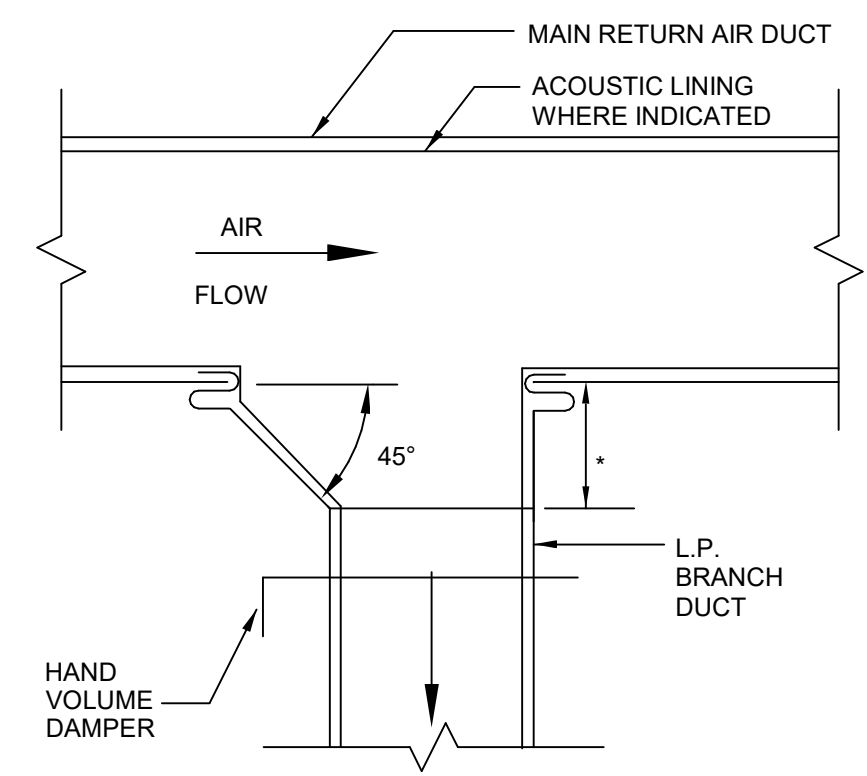 MAIN RETURN AIR DUCT
ACOUSTIC LINING
WHERE INDICATED
AIR
FLOW
45°
*
L.P.
BRANCH
DUCT
HAND
VOLUME
DAMPER